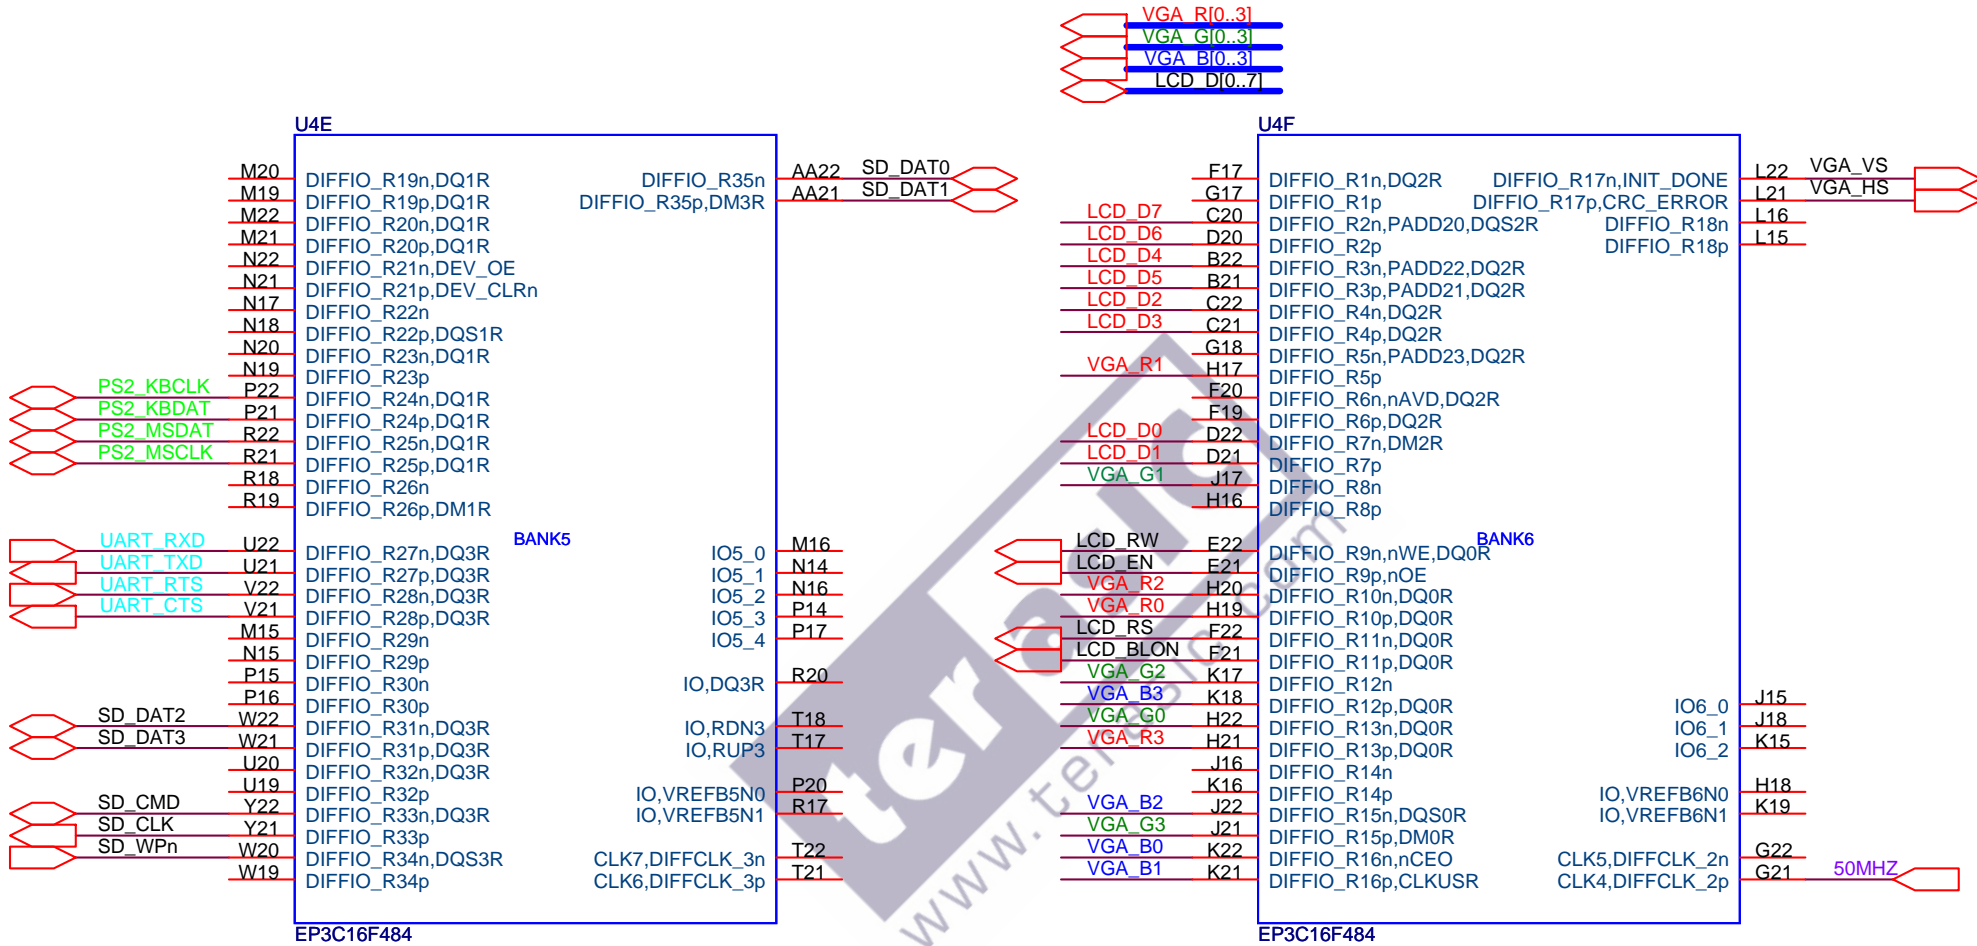 VGA_R[0..3]
VGA_G[0..3]
VGA_B[0..3]
LCD_D[0..7]
U4E
M20 DIFFIO_R19n,DQ1R
M19 DIFFIO_R19p,DQ1R
M22 DIFFIO_R20n,DQ1R
M21 DIFFIO_R20p,DQ1R
N22 DIFFIO_R21n,DEV_OE
N21 DIFFIO_R21p,DEV_CLRn
N17 DIFFIO_R22n
N18 DIFFIO_R22p,DQS1R
N20 DIFFIO_R23n,DQ1R
N19 DIFFIO_R23p
PS2_KBCLK P22 DIFFIO_R24n,DQ1R
PS2_KBDAT P21 DIFFIO_R24p,DQ1R
PS2_MSDAT R22 DIFFIO_R25n,DQ1R
PS2_MSCLK R21 DIFFIO_R25p,DQ1R
R18 DIFFIO_R26n
R19 DIFFIO_R26p,DM1R
UART_RXD U22 DIFFIO_R27n,DQ3R
UART_TXD U21 DIFFIO_R27p,DQ3R
UART_RTS V22 DIFFIO_R28n,DQ3R
UART_CTS V21 DIFFIO_R28p,DQ3R
M15 DIFFIO_R29n
N15 DIFFIO_R29p
P15 DIFFIO_R30n
P16 DIFFIO_R30p
SD_DAT2 W22 DIFFIO_R31n,DQ3R
SD_DAT3 W21 DIFFIO_R31p,DQ3R
U20 DIFFIO_R32n,DQ3R
U19 DIFFIO_R32p
SD_CMD Y22 DIFFIO_R33n,DQ3R
SD_CLK Y21 DIFFIO_R33p
SD_WPn W20 DIFFIO_R34n,DQS3R
W19 DIFFIO_R34p
BANK5
DIFFIO_R35n AA22 SD_DAT0
DIFFIO_R35p,DM3R AA21 SD_DAT1
IO5_0 M16
IO5_1 N14
IO5_2 N16
IO5_3 P14
IO5_4 P17
IO,DQ3R R20
IO,RDN3 T18
IO,RUP3 T17
IO,VREFB5N0 P20
IO,VREFB5N1 R17
CLK7,DIFFCLK_3n T22
CLK6,DIFFCLK_3p T21
EP3C16F484
U4F
F17 DIFFIO_R1n,DQ2R
G17 DIFFIO_R1p
LCD_D7 C20 DIFFIO_R2n,PADD20,DQS2R
LCD_D6 D20 DIFFIO_R2p
LCD_D4 B22 DIFFIO_R3n,PADD22,DQ2R
LCD_D5 B21 DIFFIO_R3p,PADD21,DQ2R
LCD_D2 C22 DIFFIO_R4n,DQ2R
LCD_D3 C21 DIFFIO_R4p,DQ2R
G18 DIFFIO_R5n,PADD23,DQ2R
VGA_R1 H17 DIFFIO_R5p
F20 DIFFIO_R6n,nAVD,DQ2R
F19 DIFFIO_R6p,DQ2R
LCD_D0 D22 DIFFIO_R7n,DM2R
LCD_D1 D21 DIFFIO_R7p
VGA_G1 J17 DIFFIO_R8n
H16 DIFFIO_R8p
LCD_RW E22 DIFFIO_R9n,nWE,DQ0R
LCD_EN E21 DIFFIO_R9p,nOE
VGA_R2 H20 DIFFIO_R10n,DQ0R
VGA_R0 H19 DIFFIO_R10p,DQ0R
LCD_RS F22 DIFFIO_R11n,DQ0R
LCD_BLON F21 DIFFIO_R11p,DQ0R
VGA_G2 K17 DIFFIO_R12n
VGA_B3 K18 DIFFIO_R12p,DQ0R
VGA_G0 H22 DIFFIO_R13n,DQ0R
VGA_R3 H21 DIFFIO_R13p,DQ0R
J16 DIFFIO_R14n
K16 DIFFIO_R14p
VGA_B2 J22 DIFFIO_R15n,DQS0R
VGA_G3 J21 DIFFIO_R15p,DM0R
VGA_B0 K22 DIFFIO_R16n,nCEO
VGA_B1 K21 DIFFIO_R16p,CLKUSR
BANK6
DIFFIO_R17n,INIT_DONE L22 VGA_VS
DIFFIO_R17p,CRC_ERROR L21 VGA_HS
DIFFIO_R18n L16
DIFFIO_R18p L15
IO6_0 J15
IO6_1 J18
IO6_2 K15
IO,VREFB6N0 H18
IO,VREFB6N1 K19
CLK5,DIFFCLK_2n G22
CLK4,DIFFCLK_2p G21 50MHZ
EP3C16F484
terasic
www.terasic.com